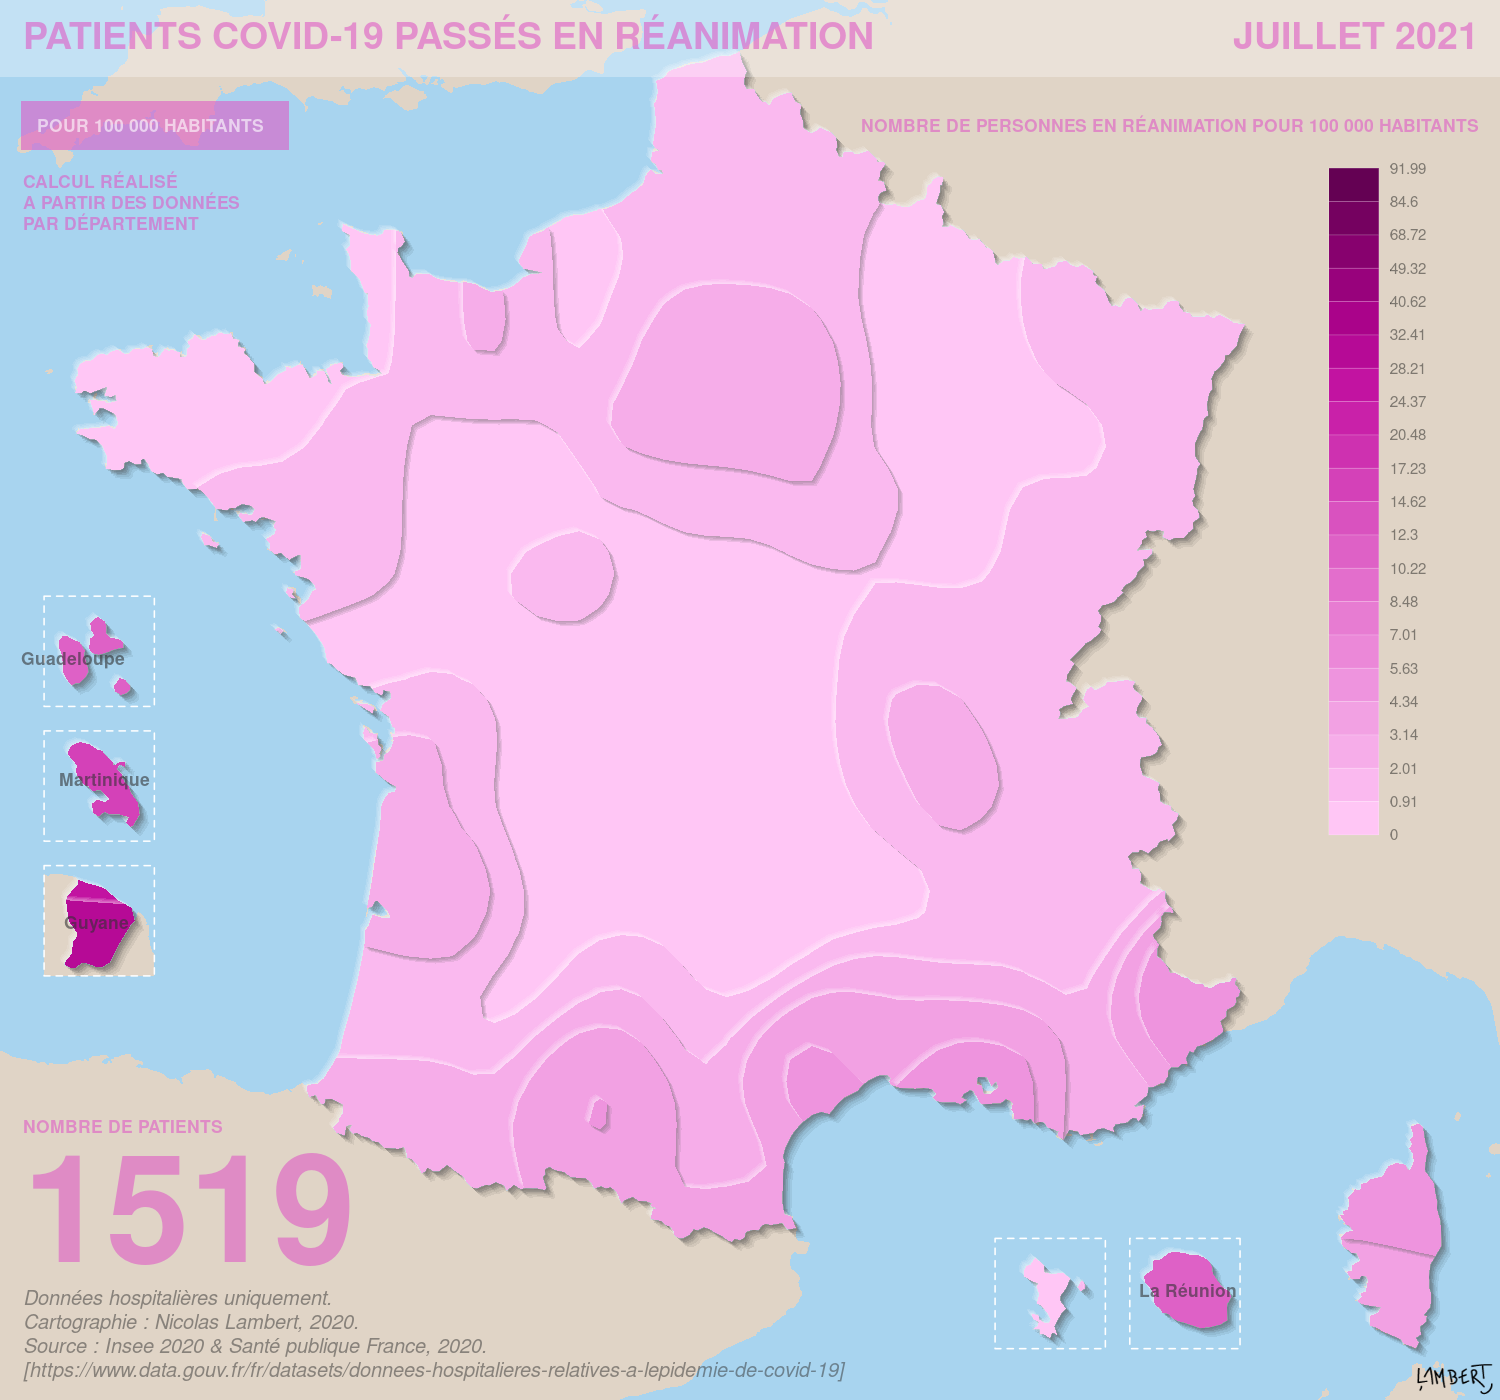 PATIENTS COVID-19 PASSÉS EN RÉANIMATION
JUILLET 2021
POUR 100 000 HABITANTS
CALCUL RÉALISÉ
A PARTIR DES DONNÉES
PAR DÉPARTEMENT
NOMBRE DE PERSONNES EN RÉANIMATION POUR 100 000 HABITANTS
91.99
84.6
68.72
49.32
40.62
32.41
28.21
24.37
20.48
17.23
14.62
12.3
10.22
8.48
7.01
5.63
4.34
3.14
2.01
0.91
0
Guadeloupe
Martinique
Guyane
La Réunion
NOMBRE DE PATIENTS
1519
Données hospitalières uniquement.
Cartographie : Nicolas Lambert, 2020.
Source : Insee 2020 & Santé publique France, 2020.
[https://www.data.gouv.fr/fr/datasets/donnees-hospitalieres-relatives-a-lepidemie-de-covid-19]
LAMBERT